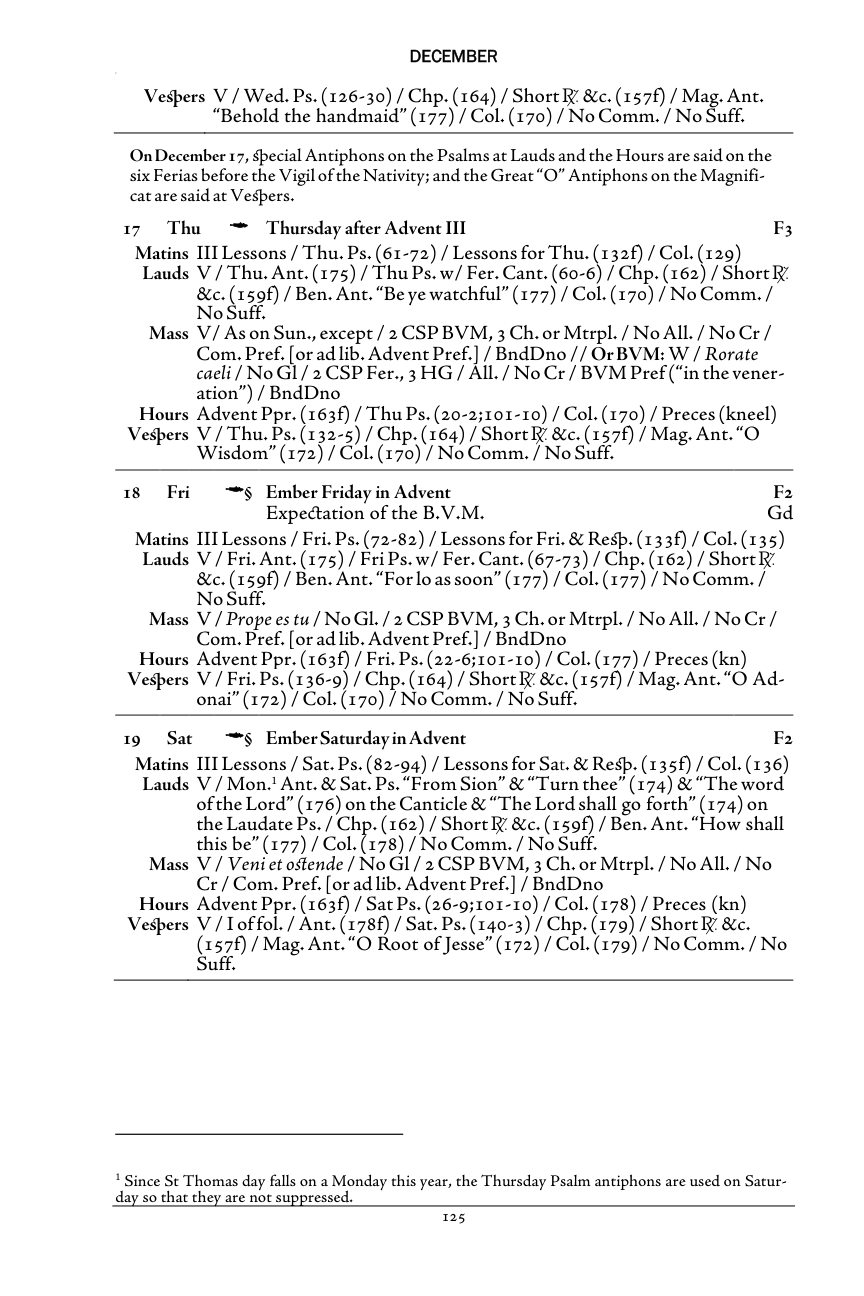 DECEMBER
Vespers V / Wed. Ps. (126-30) / Chp. (164) / Short ℟ &c. (157f) / Mag. Ant.
“Behold the handmaid” (177) / Col. (170) / No Comm. / No Suff.
On December 17, special Antiphons on the Psalms at Lauds and the Hours are said on the
six Ferias before the Vigil of the Nativity; and the Great “O” Antiphons on the Magnifi-
cat are said at Vespers.
17 Thu Thursday after Advent III F3
Matins III Lessons / Thu. Ps. (61-72) / Lessons for Thu. (132f) / Col. (129)
Lauds V / Thu. Ant. (175) / Thu Ps. w/ Fer. Cant. (60-6) / Chp. (162) / Short ℟
&c. (159f) / Ben. Ant. “Be ye watchful” (177) / Col. (170) / No Comm. /
No Suff.
Mass V/ As on Sun., except / 2 CSP BVM, 3 Ch. or Mtrpl. / No All. / No Cr /
Com. Pref. [or ad lib. Advent Pref.] / BndDno // Or BVM: W / Rorate
caeli / No Gl / 2 CSP Fer., 3 HG / All. / No Cr / BVM Pref (“in the vener-
ation”) / BndDno
Hours Advent Ppr. (163f) / Thu Ps. (20-2;101-10) / Col. (170) / Preces (kneel)
Vespers V / Thu. Ps. (132-5) / Chp. (164) / Short ℟ &c. (157f) / Mag. Ant. “O
Wisdom” (172) / Col. (170) / No Comm. / No Suff.
18 Fri § Ember Friday in Advent F2
Expectation of the B.V.M. Gd
Matins III Lessons / Fri. Ps. (72-82) / Lessons for Fri. & Resp. (133f) / Col. (135)
Lauds V / Fri. Ant. (175) / Fri Ps. w/ Fer. Cant. (67-73) / Chp. (162) / Short ℟
&c. (159f) / Ben. Ant. “For lo as soon” (177) / Col. (177) / No Comm. /
No Suff.
Mass V / Prope es tu / No Gl. / 2 CSP BVM, 3 Ch. or Mtrpl. / No All. / No Cr /
Com. Pref. [or ad lib. Advent Pref.] / BndDno
Hours Advent Ppr. (163f) / Fri. Ps. (22-6;101-10) / Col. (177) / Preces (kn)
Vespers V / Fri. Ps. (136-9) / Chp. (164) / Short ℟ &c. (157f) / Mag. Ant. “O Ad-
onai” (172) / Col. (170) / No Comm. / No Suff.
19 Sat § Ember Saturday in Advent F2
Matins III Lessons / Sat. Ps. (82-94) / Lessons for Sat. & Resp. (135f) / Col. (136)
Lauds V / Mon.¹ Ant. & Sat. Ps. “From Sion” & “Turn thee” (174) & “The word
of the Lord” (176) on the Canticle & “The Lord shall go forth” (174) on
the Laudate Ps. / Chp. (162) / Short ℟ &c. (159f) / Ben. Ant. “How shall
this be” (177) / Col. (178) / No Comm. / No Suff.
Mass V / Veni et ostende / No Gl / 2 CSP BVM, 3 Ch. or Mtrpl. / No All. / No
Cr / Com. Pref. [or ad lib. Advent Pref.] / BndDno
Hours Advent Ppr. (163f) / Sat Ps. (26-9;101-10) / Col. (178) / Preces (kn)
Vespers V / I of fol. / Ant. (178f) / Sat. Ps. (140-3) / Chp. (179) / Short ℟ &c.
(157f) / Mag. Ant. “O Root of Jesse” (172) / Col. (179) / No Comm. / No
Suff.
¹ Since St Thomas day falls on a Monday this year, the Thursday Psalm antiphons are used on Satur-
day so that they are not suppressed.
125